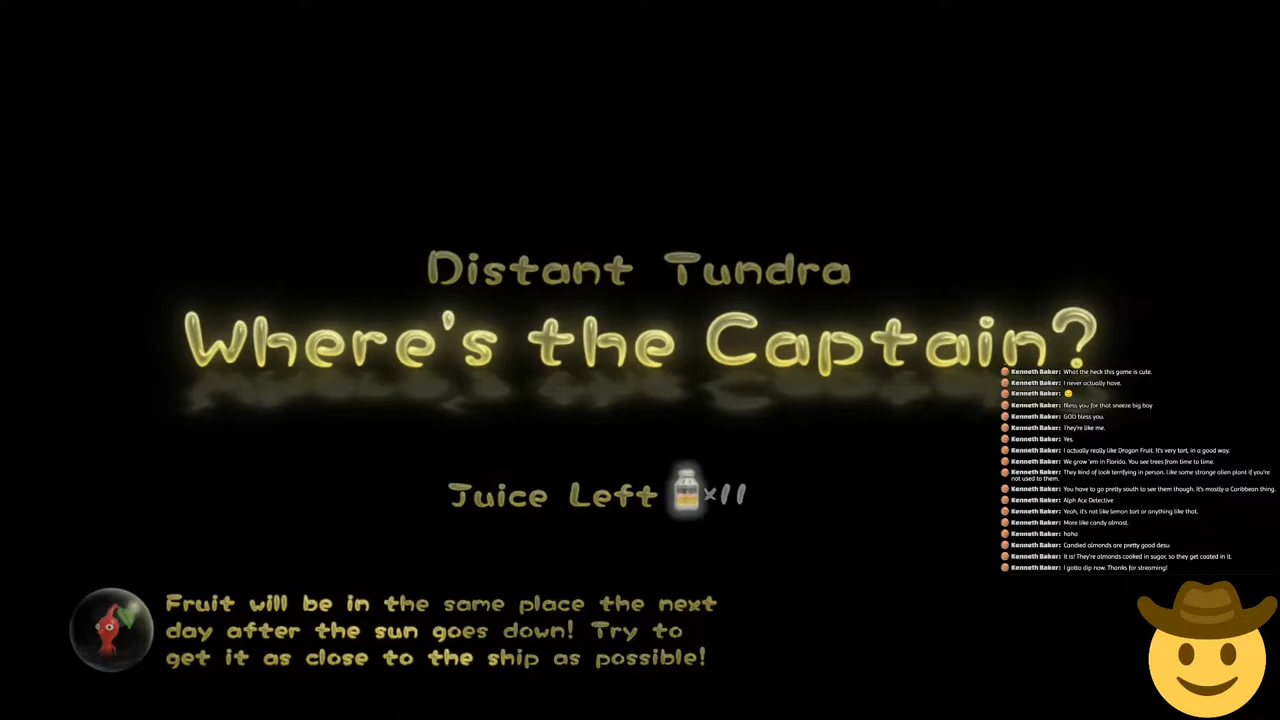 Distant Tundra
Where's the Captain?
Juice Left ×11
Fruit will be in the same place the next
day after the sun goes down! Try to
get it as close to the ship as possible!
Kenneth Baker: What the heck this game is cute.
Kenneth Baker: I never actually have.
Kenneth Baker: 😔
Kenneth Baker: Bless you for that sneeze big boy
Kenneth Baker: GOD bless you.
Kenneth Baker: They're like me.
Kenneth Baker: Yes.
Kenneth Baker: I actually really like Dragon Fruit. It's very tart, in a good way.
Kenneth Baker: We grow 'em in Florida. You see trees from time to time.
Kenneth Baker: They kind of look terrifying in person. Like some strange alien plant if you're
not used to them.
Kenneth Baker: You have to go pretty south to see them though. It's mostly a Caribbean thing.
Kenneth Baker: Alph Ace Detective
Kenneth Baker: Yeah, it's not like lemon tart or anything like that.
Kenneth Baker: More like candy almost.
Kenneth Baker: haha
Kenneth Baker: Candied almonds are pretty good desu
Kenneth Baker: It is! They're almonds cooked in sugar, so they get coated in it.
Kenneth Baker: I gotta dip now. Thanks for streaming!